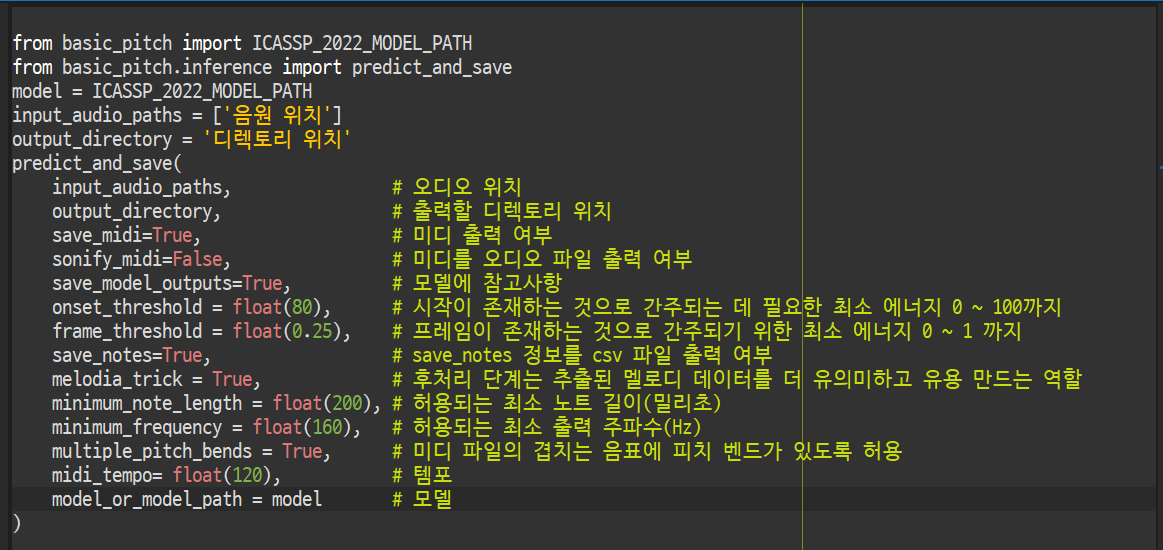 from basic_pitch import ICASSP_2022_MODEL_PATH
from basic_pitch.inference import predict_and_save
model = ICASSP_2022_MODEL_PATH
input_audio_paths = ['음원 위치']
output_directory = '디렉토리 위치'
predict_and_save(
    input_audio_paths,                # 오디오 위치
    output_directory,                 # 출력할 디렉토리 위치
    save_midi=True,                   # 미디 출력 여부
    sonify_midi=False,                # 미디를 오디오 파일 출력 여부
    save_model_outputs=True,          # 모델에 참고사항
    onset_threshold = float(80),      # 시작이 존재하는 것으로 간주되는 데 필요한 최소 에너지 0 ~ 100까지
    frame_threshold = float(0.25),    # 프레임이 존재하는 것으로 간주되기 위한 최소 에너지 0 ~ 1 까지
    save_notes=True,                  # save_notes 정보를 csv 파일 출력 여부
    melodia_trick = True,             # 후처리 단계는 추출된 멜로디 데이터를 더 유의미하고 유용 만드는 역할
    minimum_note_length = float(200), # 허용되는 최소 노트 길이(밀리초)
    minimum_frequency = float(160),   # 허용되는 최소 출력 주파수(Hz)
    multiple_pitch_bends = True,      # 미디 파일의 겹치는 음표에 피치 벤드가 있도록 허용
    midi_tempo= float(120),           # 템포
    model_or_model_path = model       # 모델
)